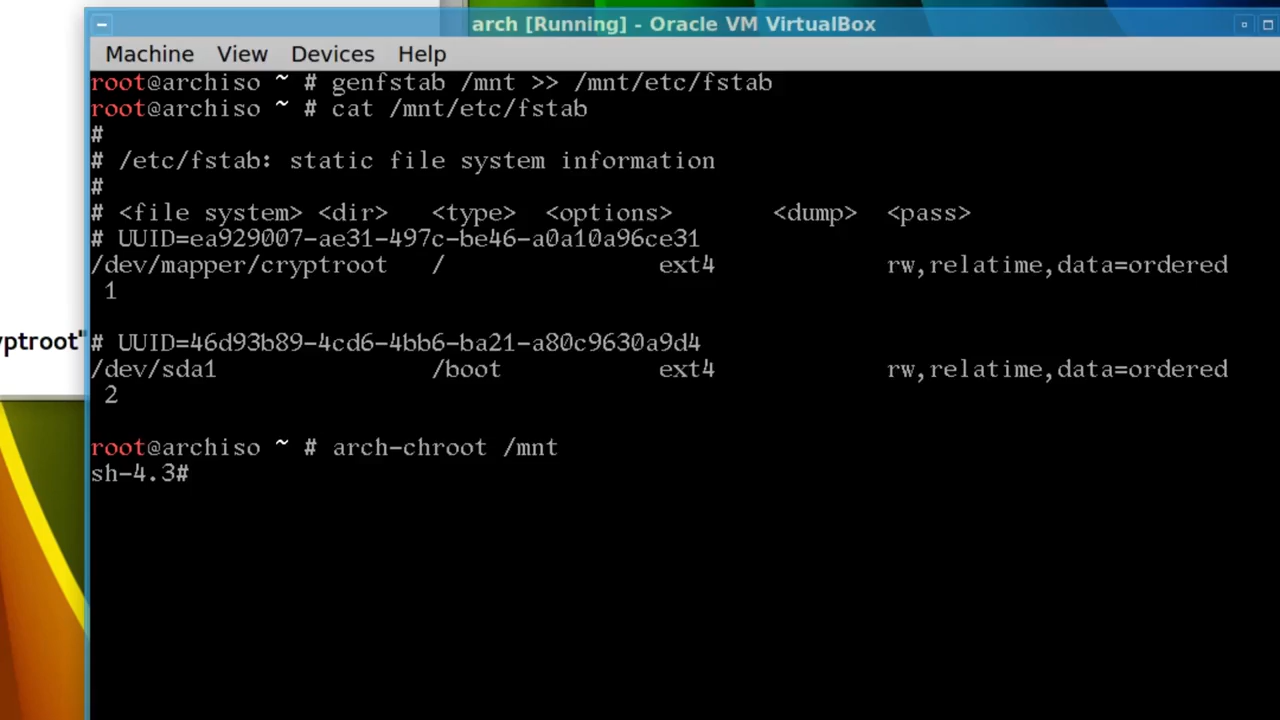 arch [Running] - Oracle VM VirtualBox
Machine View Devices Help
root@archiso ~ # genfstab /mnt >> /mnt/etc/fstab
root@archiso ~ # cat /mnt/etc/fstab
#
# /etc/fstab: static file system information
#
# <file system> <dir> <type> <options> <dump> <pass>
# UUID=ea929007-ae31-497c-be46-a0a10a96ce31
/dev/mapper/cryptroot / ext4 rw,relatime,data=ordered
1
yptroot"
# UUID=46d93b89-4cd6-4bb6-ba21-a80c9630a9d4
/dev/sda1 /boot ext4 rw,relatime,data=ordered
2
root@archiso ~ # arch-chroot /mnt
sh-4.3#